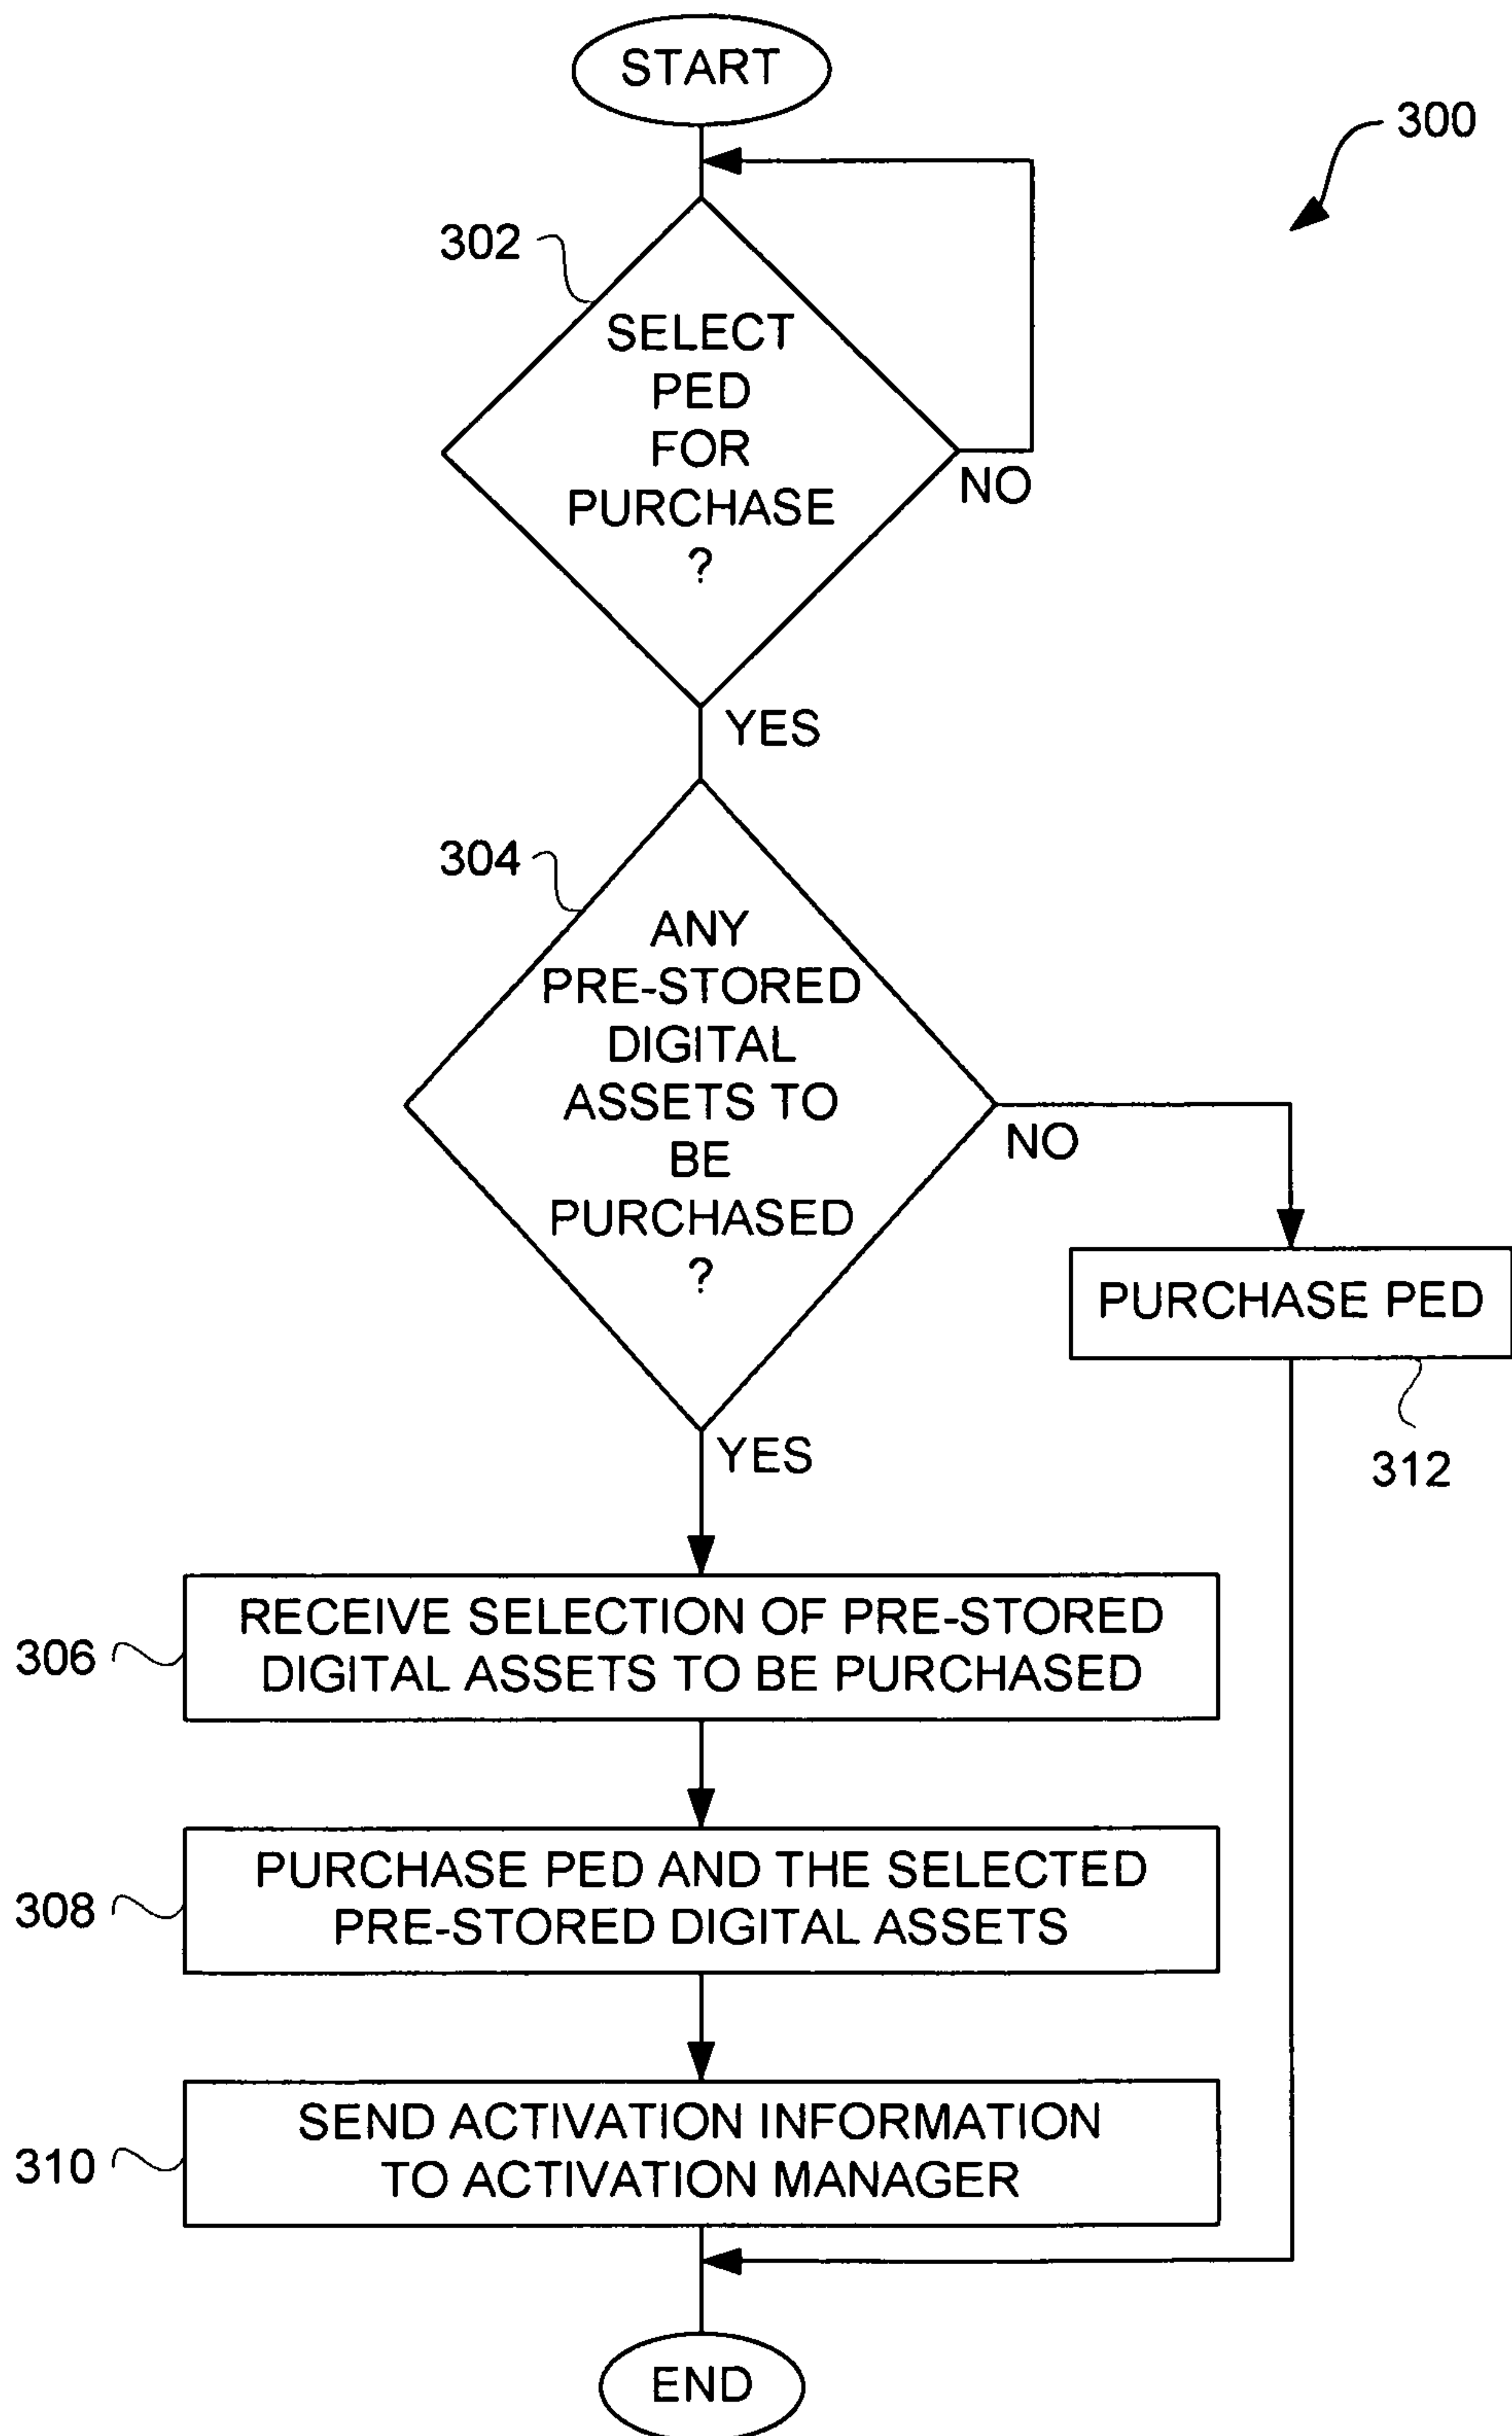 START
300
302
SELECT
PED
FOR
PURCHASE
?
NO
YES
304
ANY
PRE-STORED
DIGITAL
ASSETS TO
BE
PURCHASED
?
NO
PURCHASE PED
312
YES
306
RECEIVE SELECTION OF PRE-STORED
DIGITAL ASSETS TO BE PURCHASED
308
PURCHASE PED AND THE SELECTED
PRE-STORED DIGITAL ASSETS
310
SEND ACTIVATION INFORMATION
TO ACTIVATION MANAGER
END